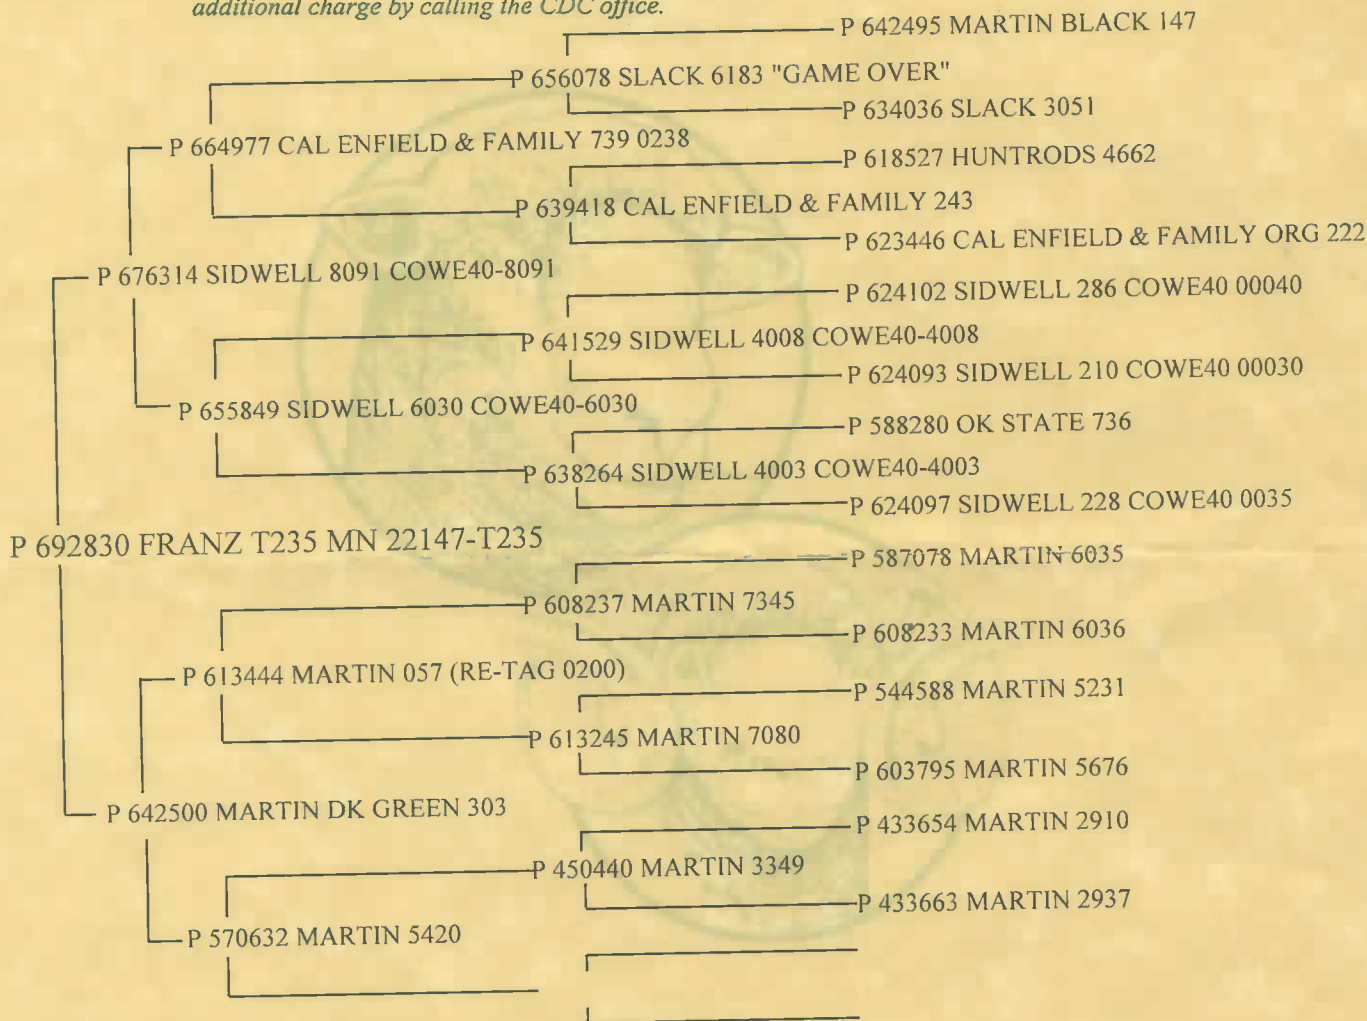 additional charge by calling the CDC office.
P 642495 MARTIN BLACK 147
P 656078 SLACK 6183 "GAME OVER"
P 634036 SLACK 3051
P 664977 CAL ENFIELD & FAMILY 739 0238
P 618527 HUNTRODS 4662
P 639418 CAL ENFIELD & FAMILY 243
P 623446 CAL ENFIELD & FAMILY ORG 222
P 676314 SIDWELL 8091 COWE40-8091
P 624102 SIDWELL 286 COWE40 00040
P 641529 SIDWELL 4008 COWE40-4008
P 624093 SIDWELL 210 COWE40 00030
P 655849 SIDWELL 6030 COWE40-6030
P 588280 OK STATE 736
P 638264 SIDWELL 4003 COWE40-4003
P 624097 SIDWELL 228 COWE40 0035
P 692830 FRANZ T235 MN 22147-T235
P 587078 MARTIN 6035
P 608237 MARTIN 7345
P 608233 MARTIN 6036
P 613444 MARTIN 057 (RE-TAG 0200)
P 544588 MARTIN 5231
P 613245 MARTIN 7080
P 603795 MARTIN 5676
P 642500 MARTIN DK GREEN 303
P 433654 MARTIN 2910
P 450440 MARTIN 3349
P 433663 MARTIN 2937
P 570632 MARTIN 5420